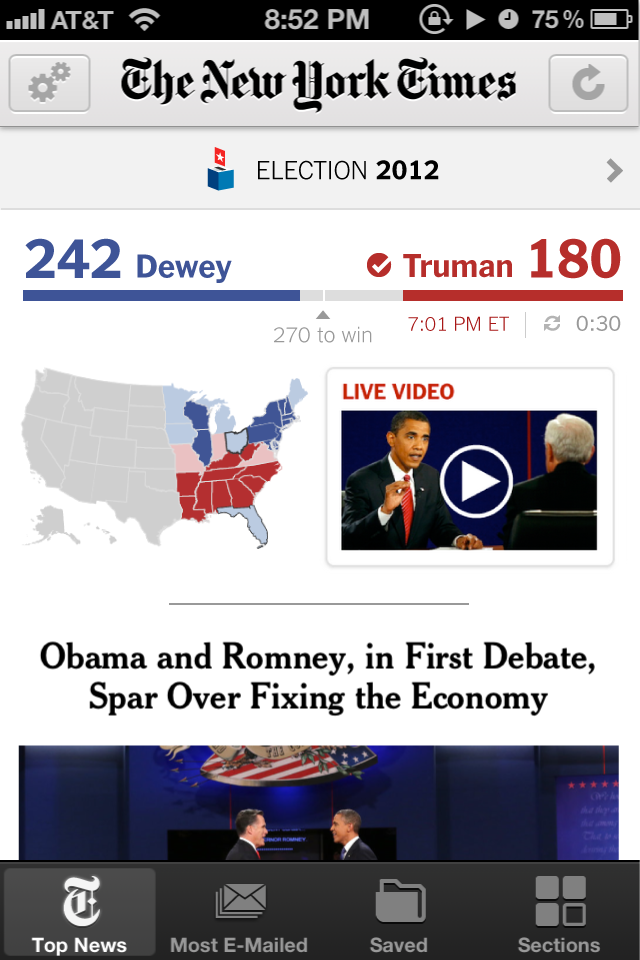 AT&T 8:52 PM 75%
The New York Times
ELECTION 2012
242 Dewey Truman 180
7:01 PM ET 0:30
270 to win
LIVE VIDEO
Obama and Romney, in First Debate,
Spar Over Fixing the Economy
Top News Most E-Mailed Saved Sections